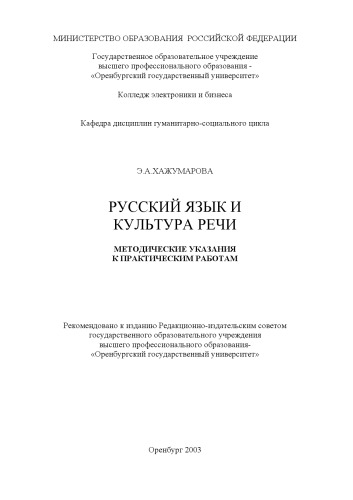 МИНИСТЕРСТВО ОБРАЗОВАНИЯ РОССИЙСКОЙ ФЕДЕРАЦИИ
Государственное образовательное учреждение
высшего профессионального образования -
«Оренбургский государственный университет»
Колледж электроники и бизнеса
Кафедра дисциплин гуманитарно-социального цикла
Э.А.ХАЖУМАРОВА
РУССКИЙ ЯЗЫК И
КУЛЬТУРА РЕЧИ
МЕТОДИЧЕСКИЕ УКАЗАНИЯ
К ПРАКТИЧЕСКИМ РАБОТАМ
Рекомендовано к изданию Редакционно-издательским советом
государственного образовательного учреждения
высшего профессионального образования-
«Оренбургский государственный университет»
Оренбург 2003